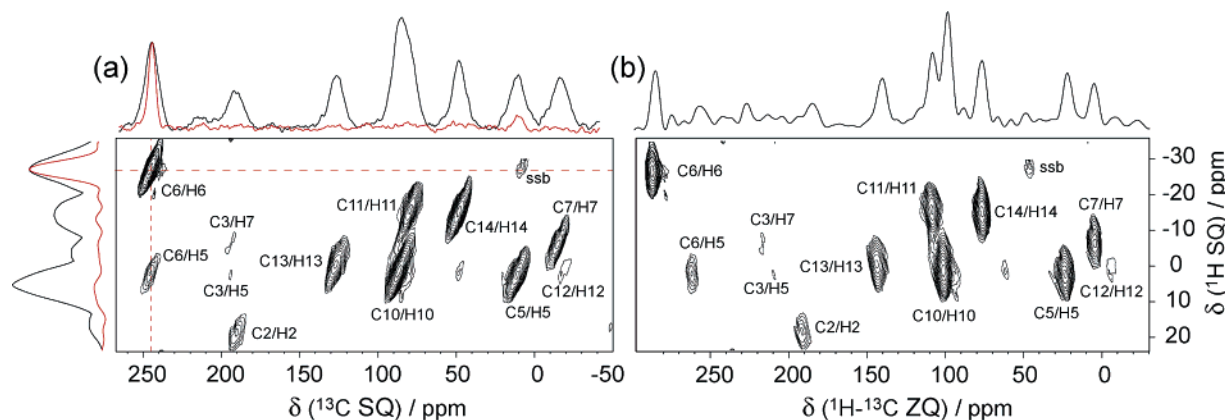 (a)
C6/H6
ssb
C11/H11
C3/H7
C7/H7
C6/H5
C14/H14
C13/H13
C3/H5
C12/H12
C2/H2
C10/H10
C5/H5
250 200 150 100 50 0 -50
δ (¹³C SQ) / ppm
(b)
C6/H6
ssb
C11/H11
C3/H7
C7/H7
C6/H5
C14/H14
C13/H13
C3/H5
C12/H12
C2/H2
C10/H10
C5/H5
250 200 150 100 50 0
δ (¹H-¹³C ZQ) / ppm
-30
-20
-10
0
10
20
δ (¹H SQ) / ppm